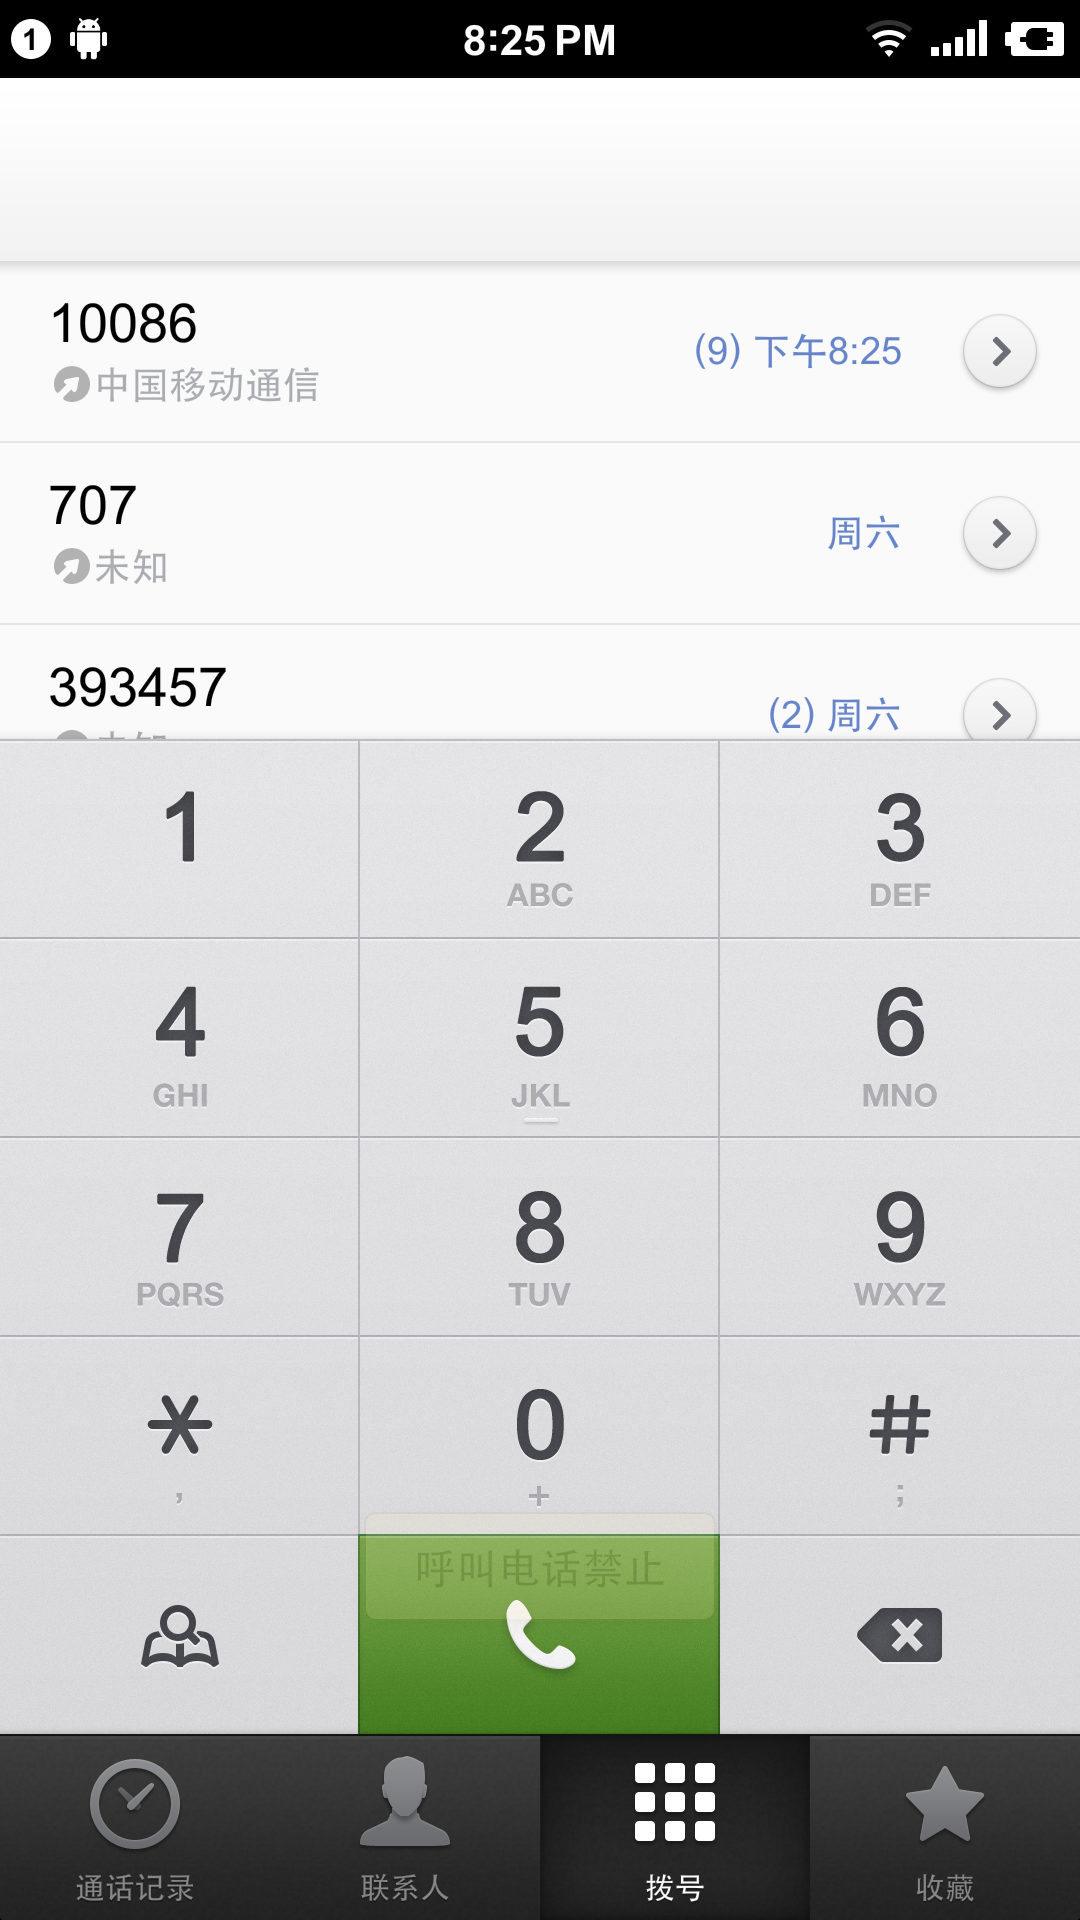 1 8:25 PM
10086
中国移动通信
(9) 下午8:25
707
未知
周六
393457
未知
(2) 周六
1 2 3
ABC DEF
4 5 6
GHI JKL MNO
7 8 9
PQRS TUV WXYZ
* 0 #
, + ;
呼叫电话禁止
通话记录 联系人 拨号 收藏